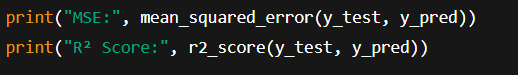 print("MSE:", mean_squared_error(y_test, y_pred))
print("R² Score:", r2_score(y_test, y_pred))